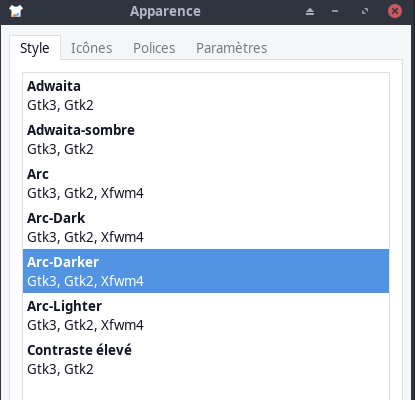 Apparence
Style Icônes Polices Paramètres
Adwaita
Gtk3, Gtk2
Adwaita-sombre
Gtk3, Gtk2
Arc
Gtk3, Gtk2, Xfwm4
Arc-Dark
Gtk3, Gtk2, Xfwm4
Arc-Darker
Gtk3, Gtk2, Xfwm4
Arc-Lighter
Gtk3, Gtk2, Xfwm4
Contraste élevé
Gtk3, Gtk2